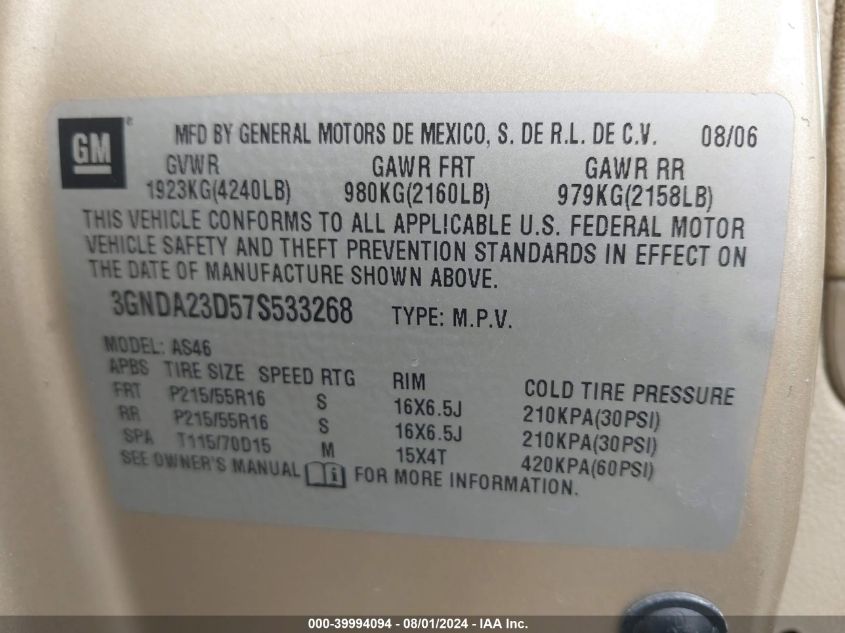 GM ® MFD BY GENERAL MOTORS DE MEXICO, S. DE R.L. DE C.V. 08/06
GVWR GAWR FRT GAWR RR
1923KG(4240LB) 980KG(2160LB) 979KG(2158LB)
THIS VEHICLE CONFORMS TO ALL APPLICABLE U.S. FEDERAL MOTOR
VEHICLE SAFETY AND THEFT PREVENTION STANDARDS IN EFFECT ON
THE DATE OF MANUFACTURE SHOWN ABOVE.
3GNDA23D57S533268 TYPE: M.P.V.
MODEL: AS46
APBS TIRE SIZE SPEED RTG RIM COLD TIRE PRESSURE
FRT P215/55R16 S 16X6.5J 210KPA(30PSI)
RR P215/55R16 S 16X6.5J 210KPA(30PSI)
SPA T115/70D15 M 15X4T 420KPA(60PSI)
SEE OWNER'S MANUAL i FOR MORE INFORMATION.
000-39994094 - 08/01/2024 - IAA Inc.